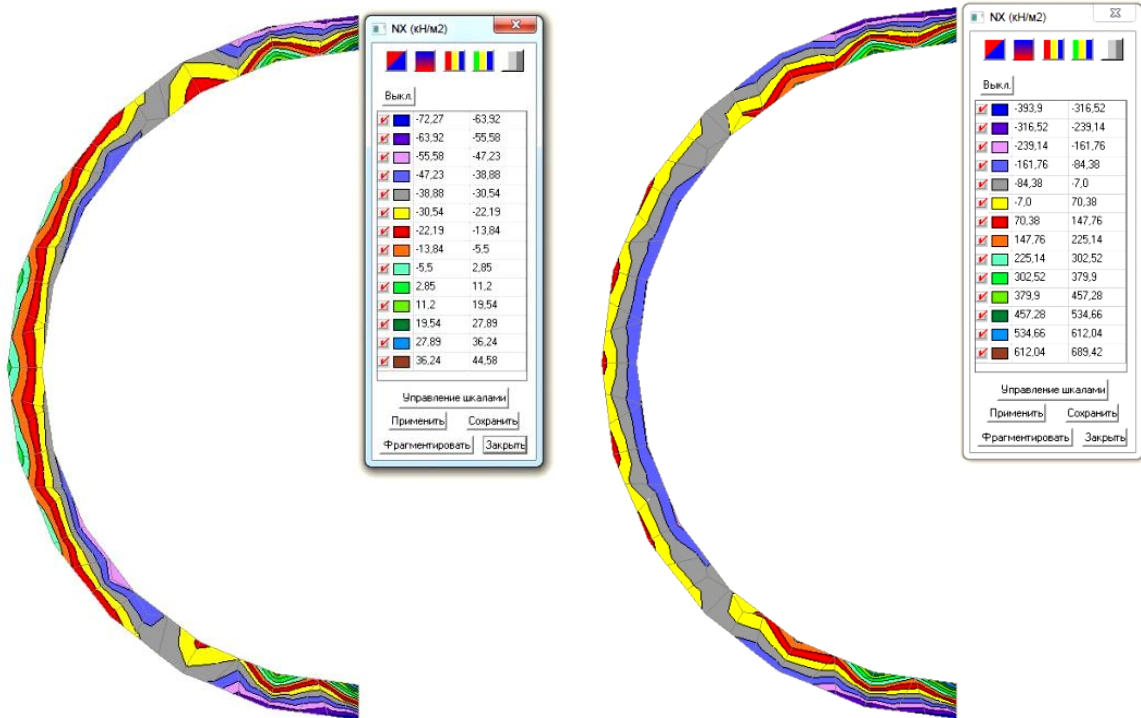 NX (кН/м2)
Выкл.
-72,27 -63,92
-63,92 -55,58
-55,58 -47,23
-47,23 -38,88
-38,88 -30,54
-30,54 -22,19
-22,19 -13,84
-13,84 -5,5
-5,5 2,85
2,85 11,2
11,2 19,54
19,54 27,89
27,89 36,24
36,24 44,58
Управление шкалами
Применить Сохранить
Фрагментировать Закрыть
NX (кН/м2)
Выкл.
-393,9 -316,52
-316,52 -239,14
-239,14 -161,76
-161,76 -84,38
-84,38 -7,0
-7,0 70,38
70,38 147,76
147,76 225,14
225,14 302,52
302,52 379,9
379,9 457,28
457,28 534,66
534,66 612,04
612,04 689,42
Управление шкалами
Применить Сохранить
Фрагментировать Закрыть